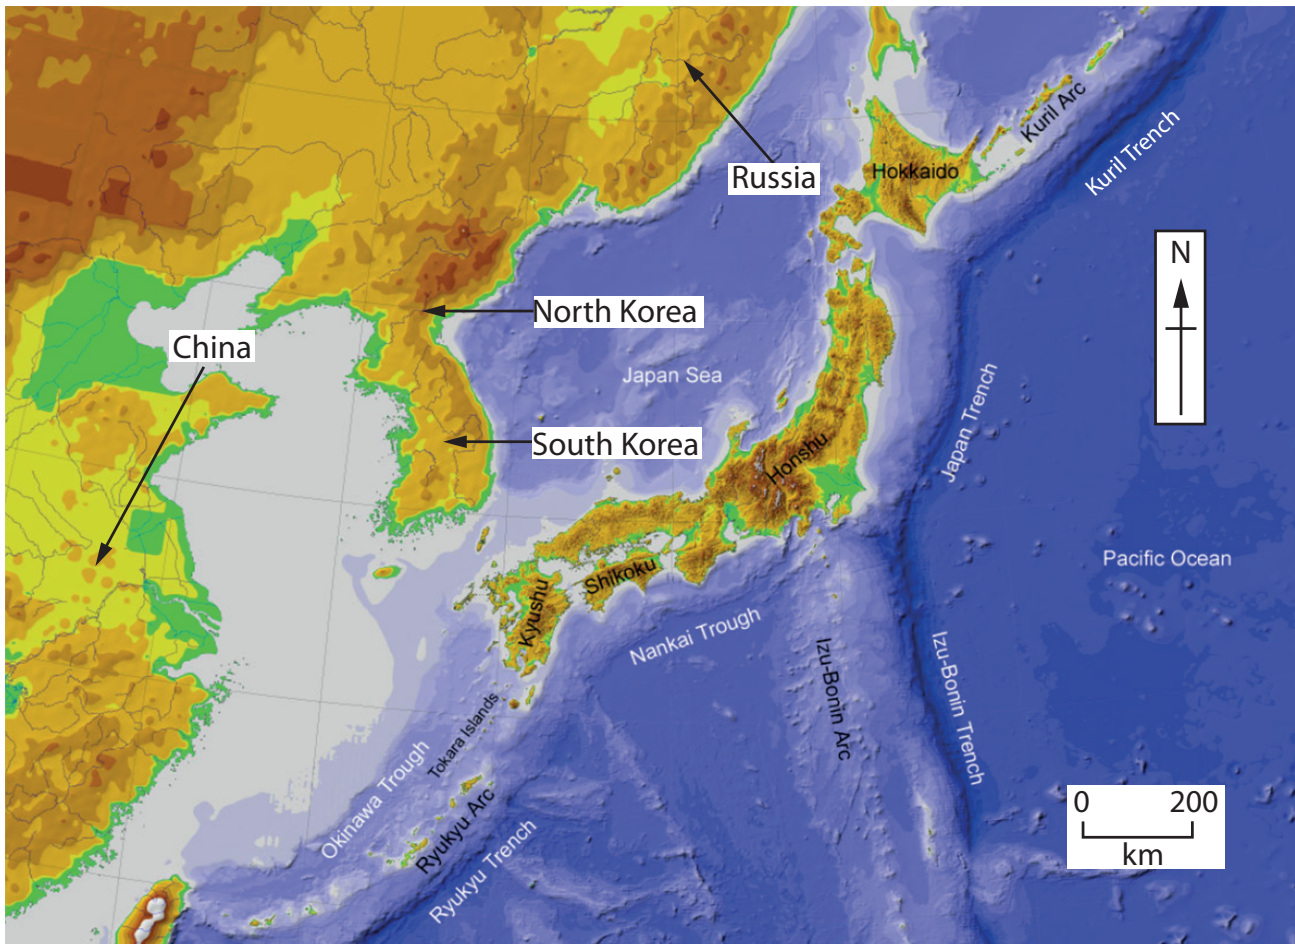 Kuril Arc
Kuril Trench
Russia
Hokkaido
N
North Korea
China
Japan Sea
Japan Trench
South Korea
Honshu
Pacific Ocean
Shikoku
Kyushu
Nankai Trough
Izu-Bonin Arc
Izu-Bonin Trench
Tokara Islands
Okinawa Trough
Ryukyu Arc
Ryukyu Trench
0 200
km